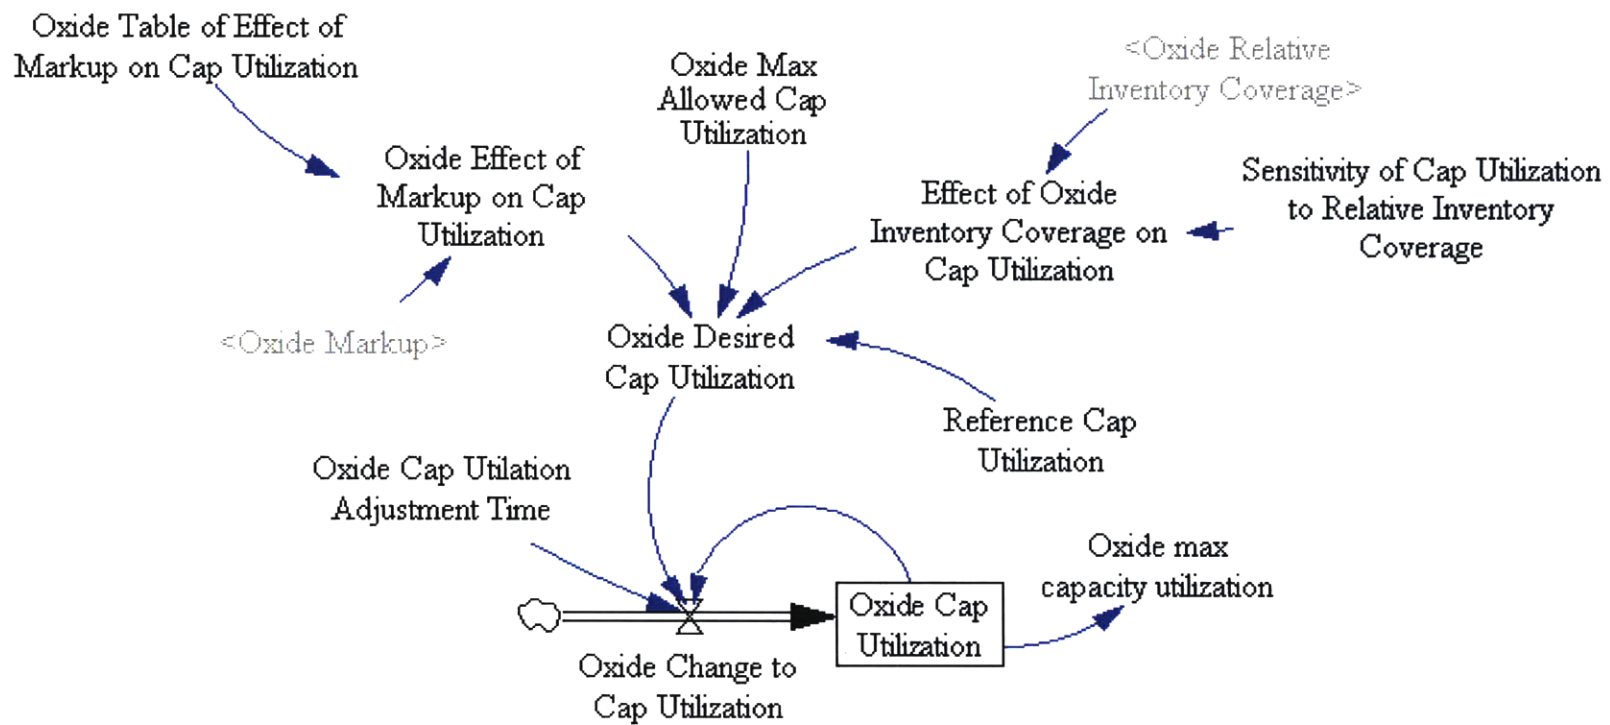 Oxide Table of Effect of
Markup on Cap Utilization
Oxide Max
Allowed Cap
Utilization
<Oxide Relative
Inventory Coverage>
Oxide Effect of
Markup on Cap
Utilization
Effect of Oxide
Inventory Coverage on
Cap Utilization
Sensitivity of Cap Utilization
to Relative Inventory
Coverage
<Oxide Markup>
Oxide Desired
Cap Utilization
Reference Cap
Utilization
Oxide Cap Utilation
Adjustment Time
Oxide max
capacity utilization
Oxide Cap
Utilization
Oxide Change to
Cap Utilization